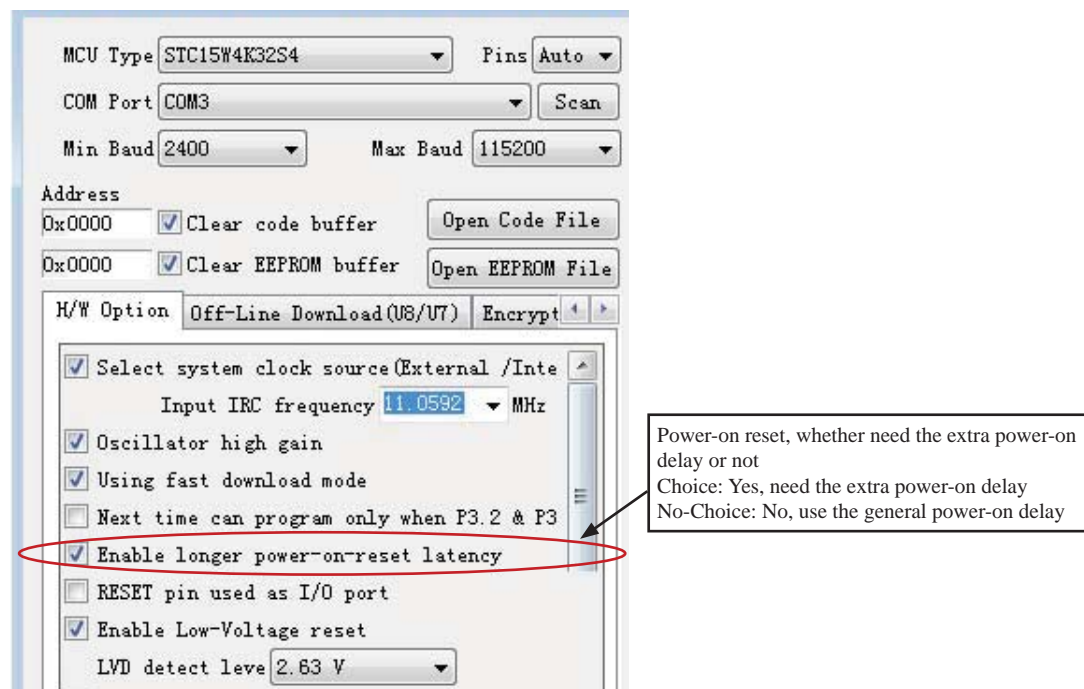 MCU Type STC15W4K32S4 Pins Auto
COM Port COM3 Scan
Min Baud 2400 Max Baud 115200
Address
0x0000 Clear code buffer Open Code File
0x0000 Clear EEPROM buffer Open EEPROM File
H/W Option Off-Line Download(U8/U7) Encrypt
Select system clock source(External /Inte
Input IRC frequency 11.0592 MHz
Oscillator high gain
Using fast download mode
Next time can program only when P3.2 & P3
Enable longer power-on-reset latency
RESET pin used as I/O port
Enable Low-Voltage reset
LVD detect leve 2.63 V
Power-on reset, whether need the extra power-on
delay or not
Choice: Yes, need the extra power-on delay
No-Choice: No, use the general power-on delay